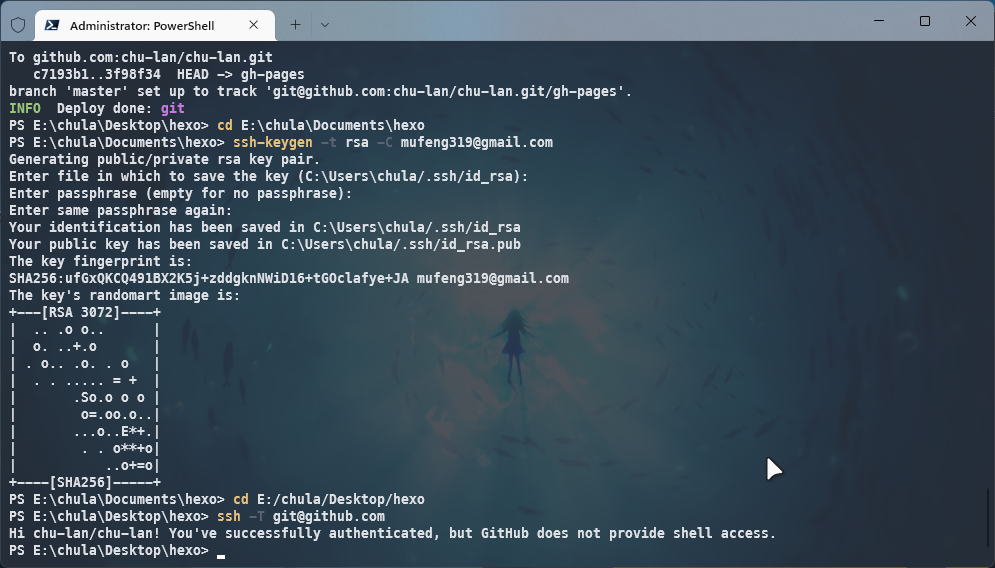 Administrator: PowerShell
To github.com:chu-lan/chu-lan.git
   c7193b1..3f98f34  HEAD -> gh-pages
branch 'master' set up to track 'git@github.com:chu-lan/chu-lan.git/gh-pages'.
INFO  Deploy done: git
PS E:\chula\Desktop\hexo> cd E:\chula\Documents\hexo
PS E:\chula\Documents\hexo> ssh-keygen -t rsa -C mufeng319@gmail.com
Generating public/private rsa key pair.
Enter file in which to save the key (C:\Users\chula/.ssh/id_rsa):
Enter passphrase (empty for no passphrase):
Enter same passphrase again:
Your identification has been saved in C:\Users\chula/.ssh/id_rsa
Your public key has been saved in C:\Users\chula/.ssh/id_rsa.pub
The key fingerprint is:
SHA256:ufGxQKCQ491BX2K5j+zddgknNWiD16+tGOclafye+JA mufeng319@gmail.com
The key's randomart image is:
+---[RSA 3072]----+
|  .. .o o..      |
|  o. ..+.o       |
| . o.. .o. . o   |
|  . . ..... = +  |
|       .So.o o o |
|        o=.oo.o..|
|       ...o..E*+.|
|        . . o**+o|
|           ..o+=o|
+----[SHA256]-----+
PS E:\chula\Documents\hexo> cd E:/chula/Desktop/hexo
PS E:\chula\Desktop\hexo> ssh -T git@github.com
Hi chu-lan/chu-lan! You've successfully authenticated, but GitHub does not provide shell access.
PS E:\chula\Desktop\hexo>